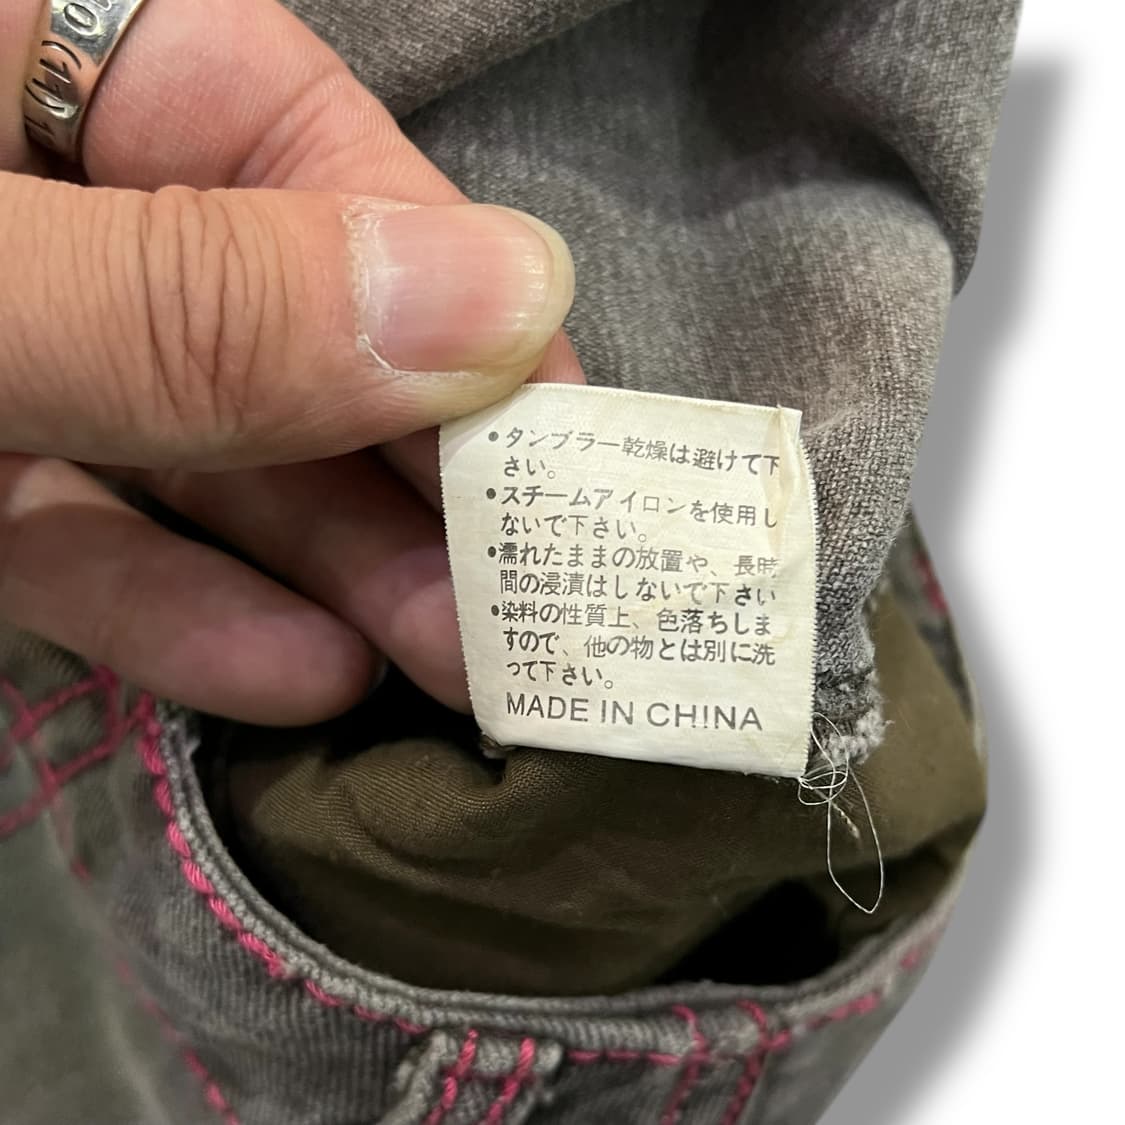 10 (11) 1
•タンブラー乾燥は避けて下
さい。
•スチームアイロンを使用し
ないで下さい。
•濡れたままの放置や、長時
間の浸漬はしないで下さい
•染料の性質上、色落ちしま
すので、他の物とは別に洗
って下さい。
MADE IN CHINA